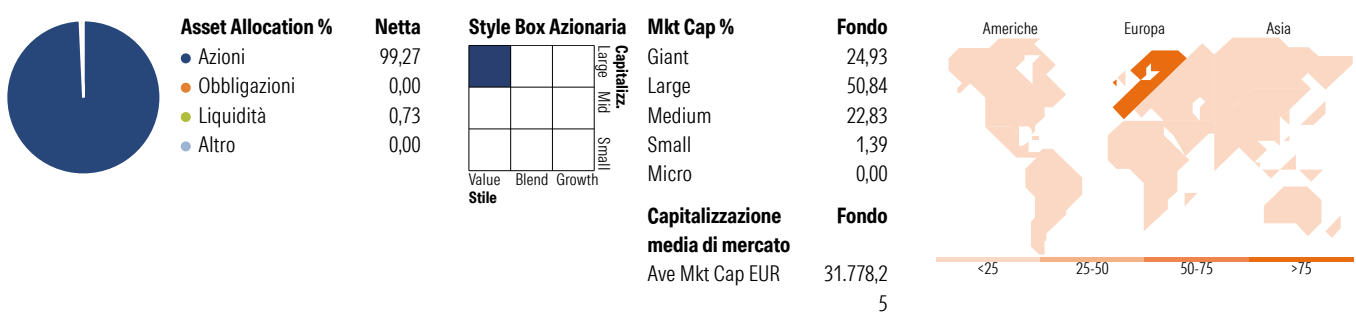 Asset Allocation % Netta
Azioni 99,27
Obbligazioni 0,00
Liquidità 0,73
Altro 0,00
Style Box Azionaria
Capitalizz.
Large Mid Small
Value Blend Growth
Stile
Mkt Cap % Fondo
Giant 24,93
Large 50,84
Medium 22,83
Small 1,39
Micro 0,00
Capitalizzazione Fondo
media di mercato
Ave Mkt Cap EUR 31.778,2
5
Americhe Europa Asia
<25 25-50 50-75 >75